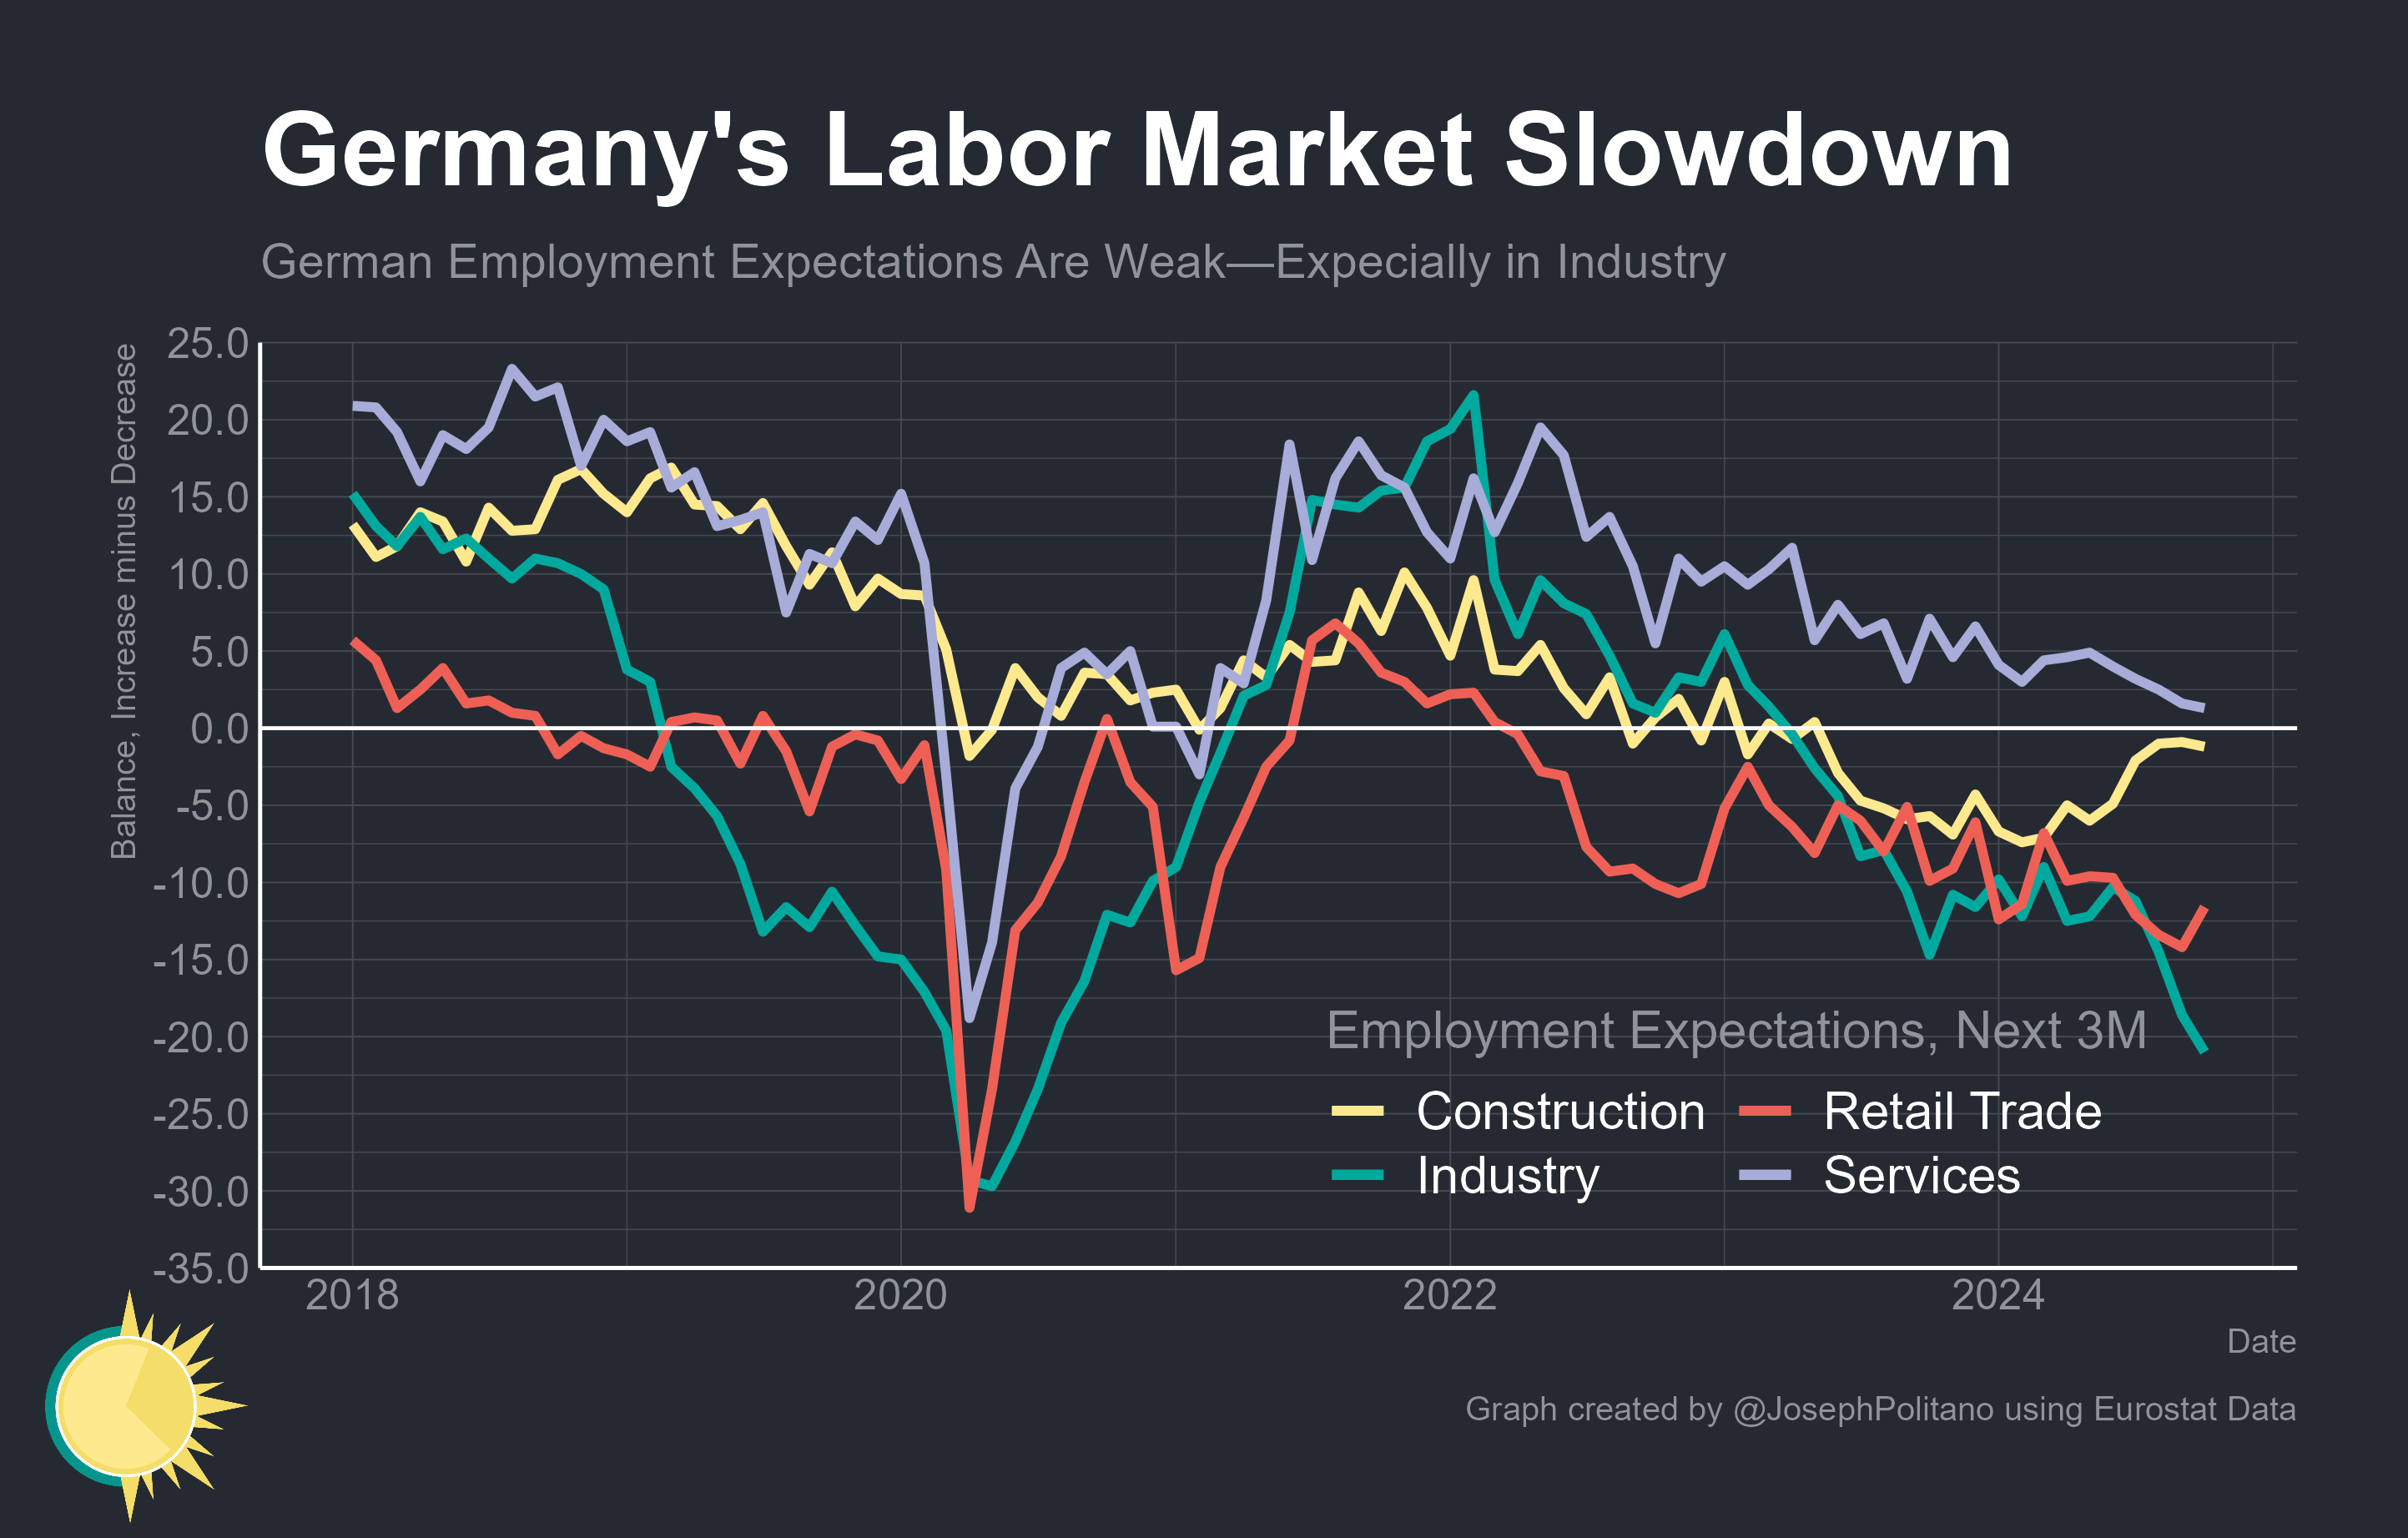 Germany's Labor Market Slowdown
German Employment Expectations Are Weak—Expecially in Industry
Balance, Increase minus Decrease
25.0
20.0
15.0
10.0
5.0
0.0
-5.0
-10.0
-15.0
-20.0
-25.0
-30.0
-35.0
Employment Expectations, Next 3M
Construction
Retail Trade
Industry
Services
2018
2020
2022
2024
Date
Graph created by @JosephPolitano using Eurostat Data